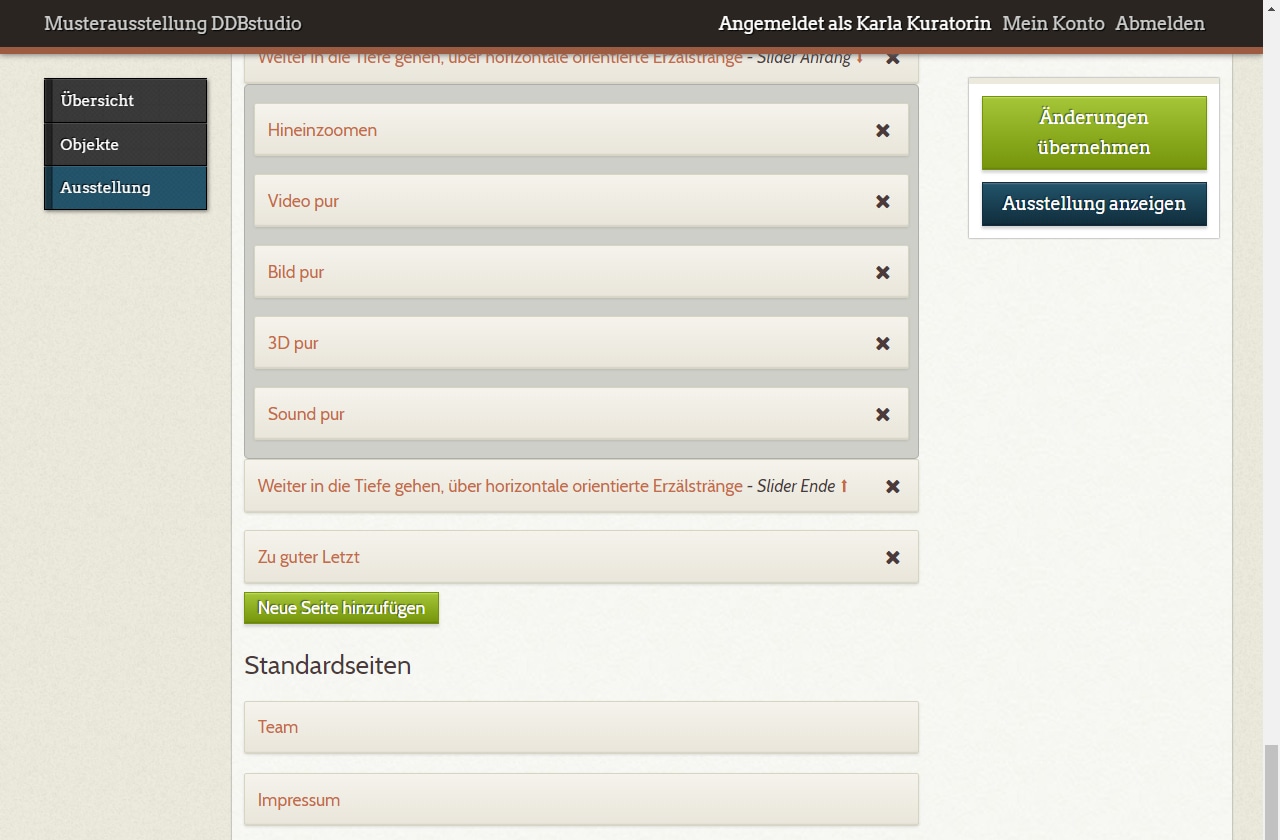 Musterausstellung DDBstudio
Angemeldet als Karla Kuratorin Mein Konto Abmelden
Übersicht
Objekte
Ausstellung
Weiter in die Tiefe gehen, über horizontale orientierte Erzälstränge - Slider Anfang
Hineinzoomen
Video pur
Bild pur
3D pur
Sound pur
Weiter in die Tiefe gehen, über horizontale orientierte Erzälstränge - Slider Ende
Zu guter Letzt
Neue Seite hinzufügen
Standardseiten
Team
Impressum
Änderungen
übernehmen
Ausstellung anzeigen